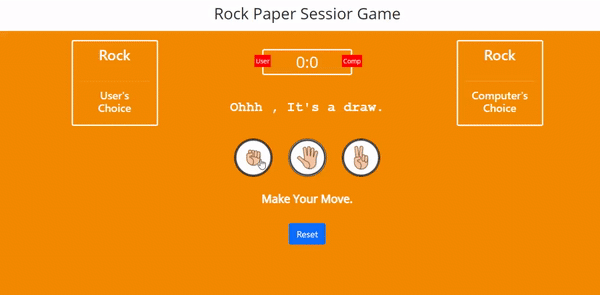 Rock Paper Sessior Game
Rock
User's
Choice
User
0:0
Comp
Rock
Computer's
Choice
Ohhh , It's a draw.
Make Your Move.
Reset